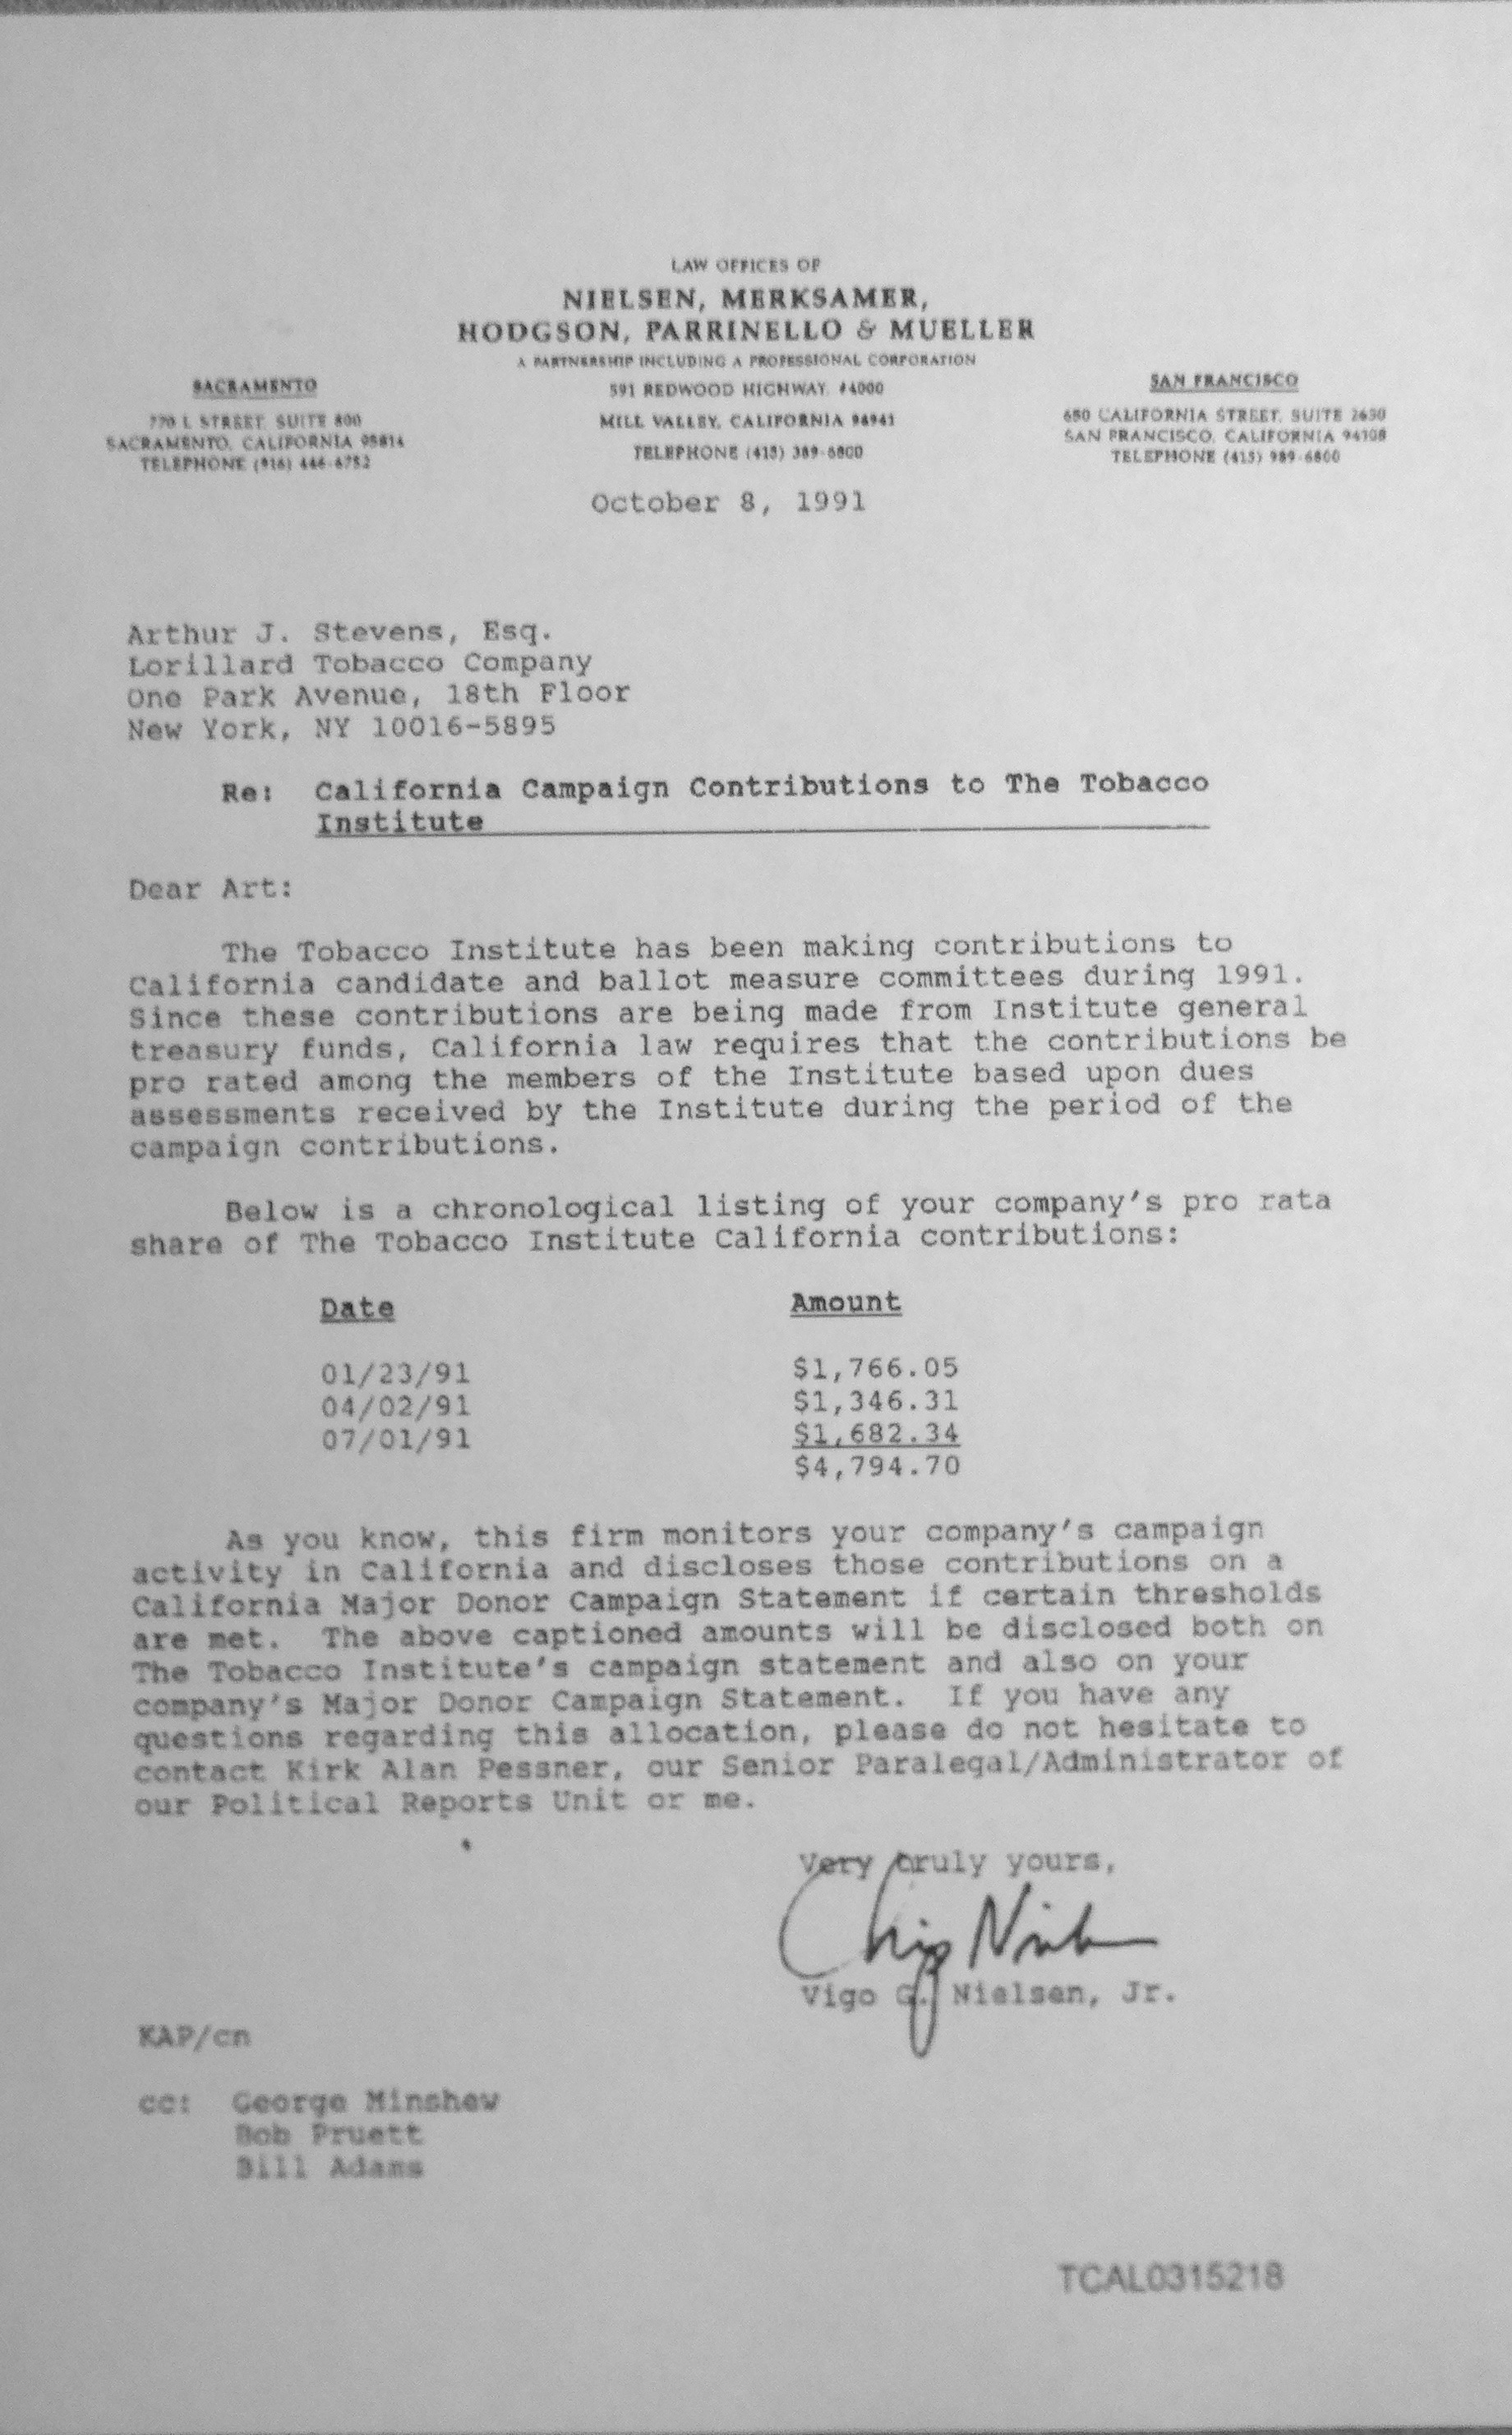 LAW OFFICES OF
NIELSEN, MERKSAMER,
HODGSON, PARRINELLO & MUELLER
A PARTNERSHIP INCLUDING A PROFESSIONAL CORPORATION
SACRAMENTO
770 L STREET, SUITE 800
SACRAMENTO, CALIFORNIA 95814
TELEPHONE (916) 446-6752
591 REDWOOD HIGHWAY, #4000
MILL VALLEY, CALIFORNIA 94941
TELEPHONE (415) 389-6800
SAN FRANCISCO
650 CALIFORNIA STREET, SUITE 2650
SAN FRANCISCO, CALIFORNIA 94108
TELEPHONE (415) 989-6800
October 8, 1991
Arthur J. Stevens, Esq.
Lorillard Tobacco Company
One Park Avenue, 18th Floor
New York, NY 10016-5895
Re: California Campaign Contributions to The Tobacco
Institute
Dear Art:
The Tobacco Institute has been making contributions to
California candidate and ballot measure committees during 1991.
Since these contributions are being made from Institute general
treasury funds, California law requires that the contributions be
pro rated among the members of the Institute based upon dues
assessments received by the Institute during the period of the
campaign contributions.
Below is a chronological listing of your company's pro rata
share of The Tobacco Institute California contributions:
Date Amount
01/23/91 $1,766.05
04/02/91 $1,346.31
07/01/91 $1,682.34
$4,794.70
As you know, this firm monitors your company's campaign
activity in California and discloses those contributions on a
California Major Donor Campaign Statement if certain thresholds
are met. The above captioned amounts will be disclosed both on
The Tobacco Institute's campaign statement and also on your
company's Major Donor Campaign Statement. If you have any
questions regarding this allocation, please do not hesitate to
contact Kirk Alan Pessner, our Senior Paralegal/Administrator of
our Political Reports Unit or me.
Very truly yours,
Chip Nielsen
Vigo G. Nielsen, Jr.
KAP/cn
cc: George Minshew
Bob Pruett
Bill Adams
TCAL0315218